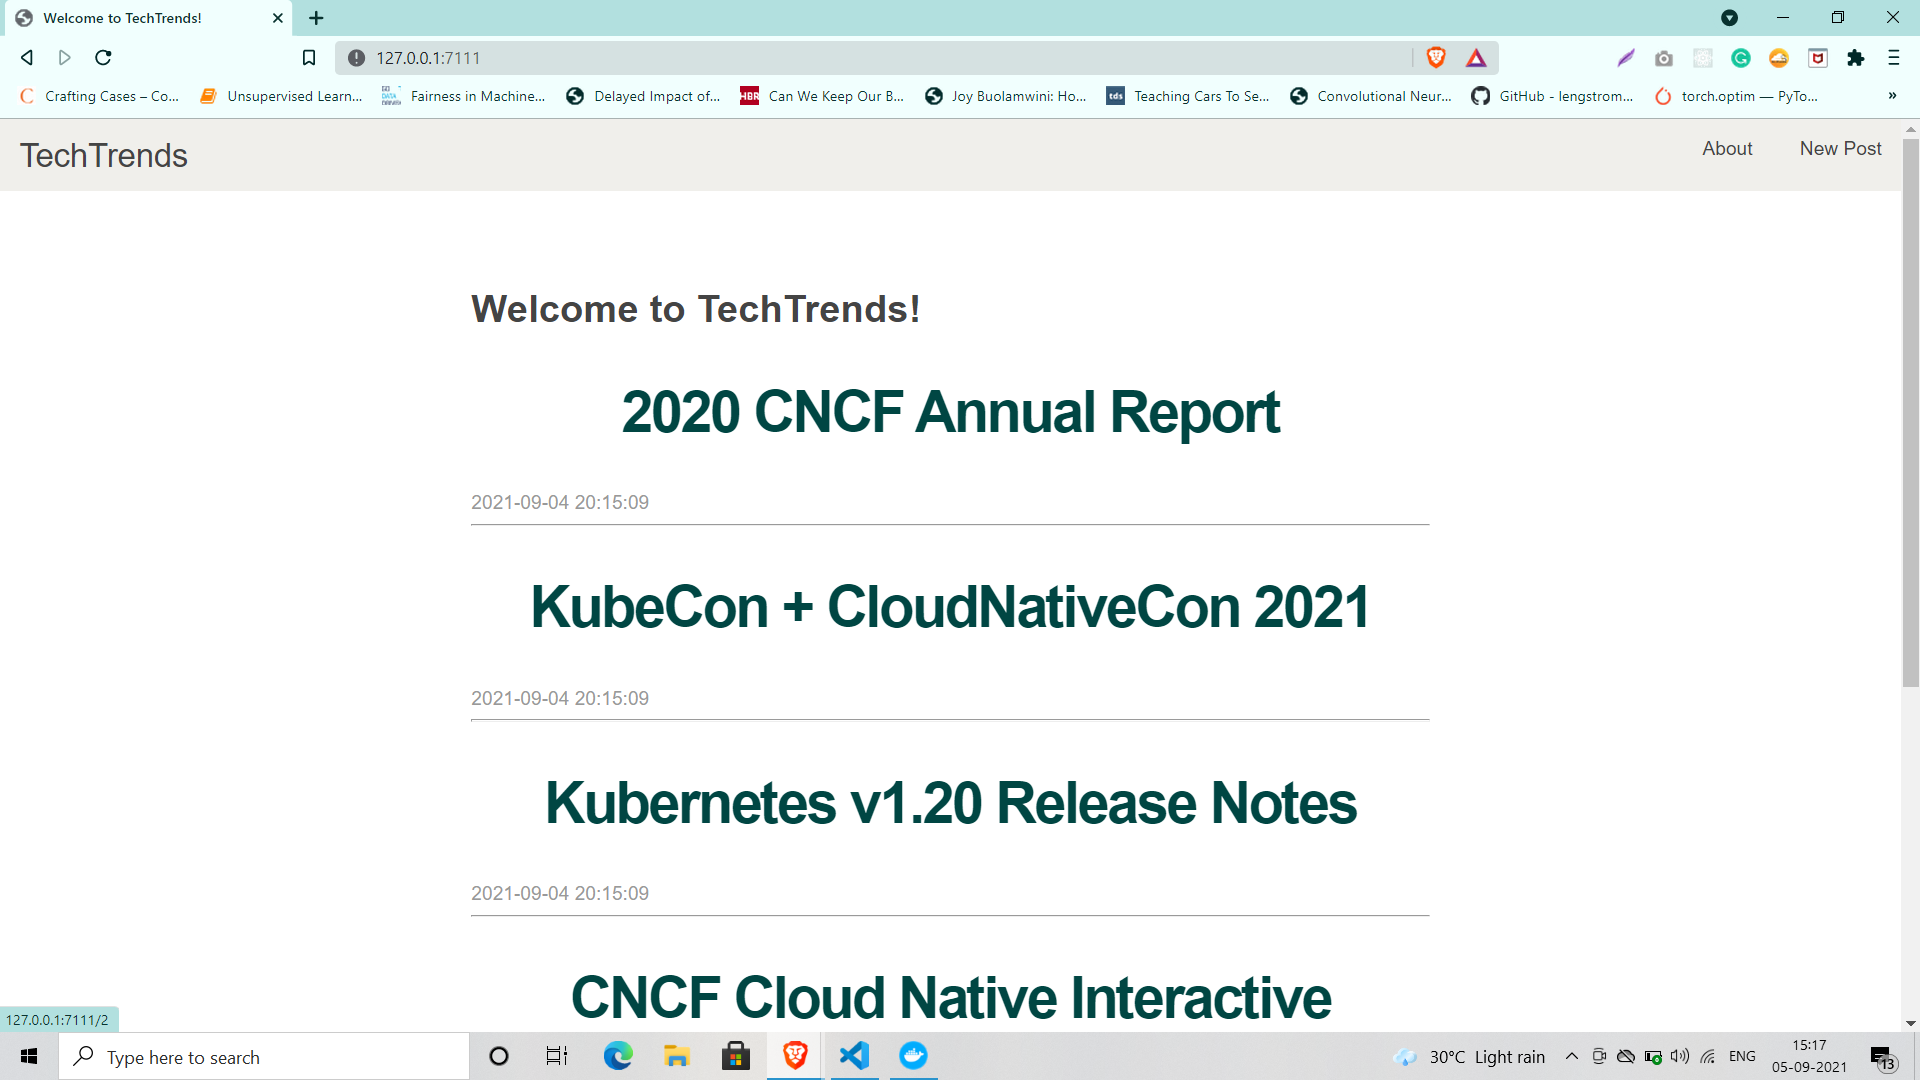 Welcome to TechTrends!
127.0.0.1:7111
Crafting Cases – Co...
Unsupervised Learn...
Fairness in Machine...
Delayed Impact of...
HBR
Can We Keep Our B...
Joy Buolamwini: Ho...
tds
Teaching Cars To Se...
Convolutional Neur...
GitHub - lengstrom...
torch.optim — PyTo...
»
TechTrends
About
New Post
Welcome to TechTrends!
2020 CNCF Annual Report
2021-09-04 20:15:09
KubeCon + CloudNativeCon 2021
2021-09-04 20:15:09
Kubernetes v1.20 Release Notes
2021-09-04 20:15:09
CNCF Cloud Native Interactive
127.0.0.1:7111/2
Type here to search
30°C Light rain
ENG
15:17
05-09-2021
13